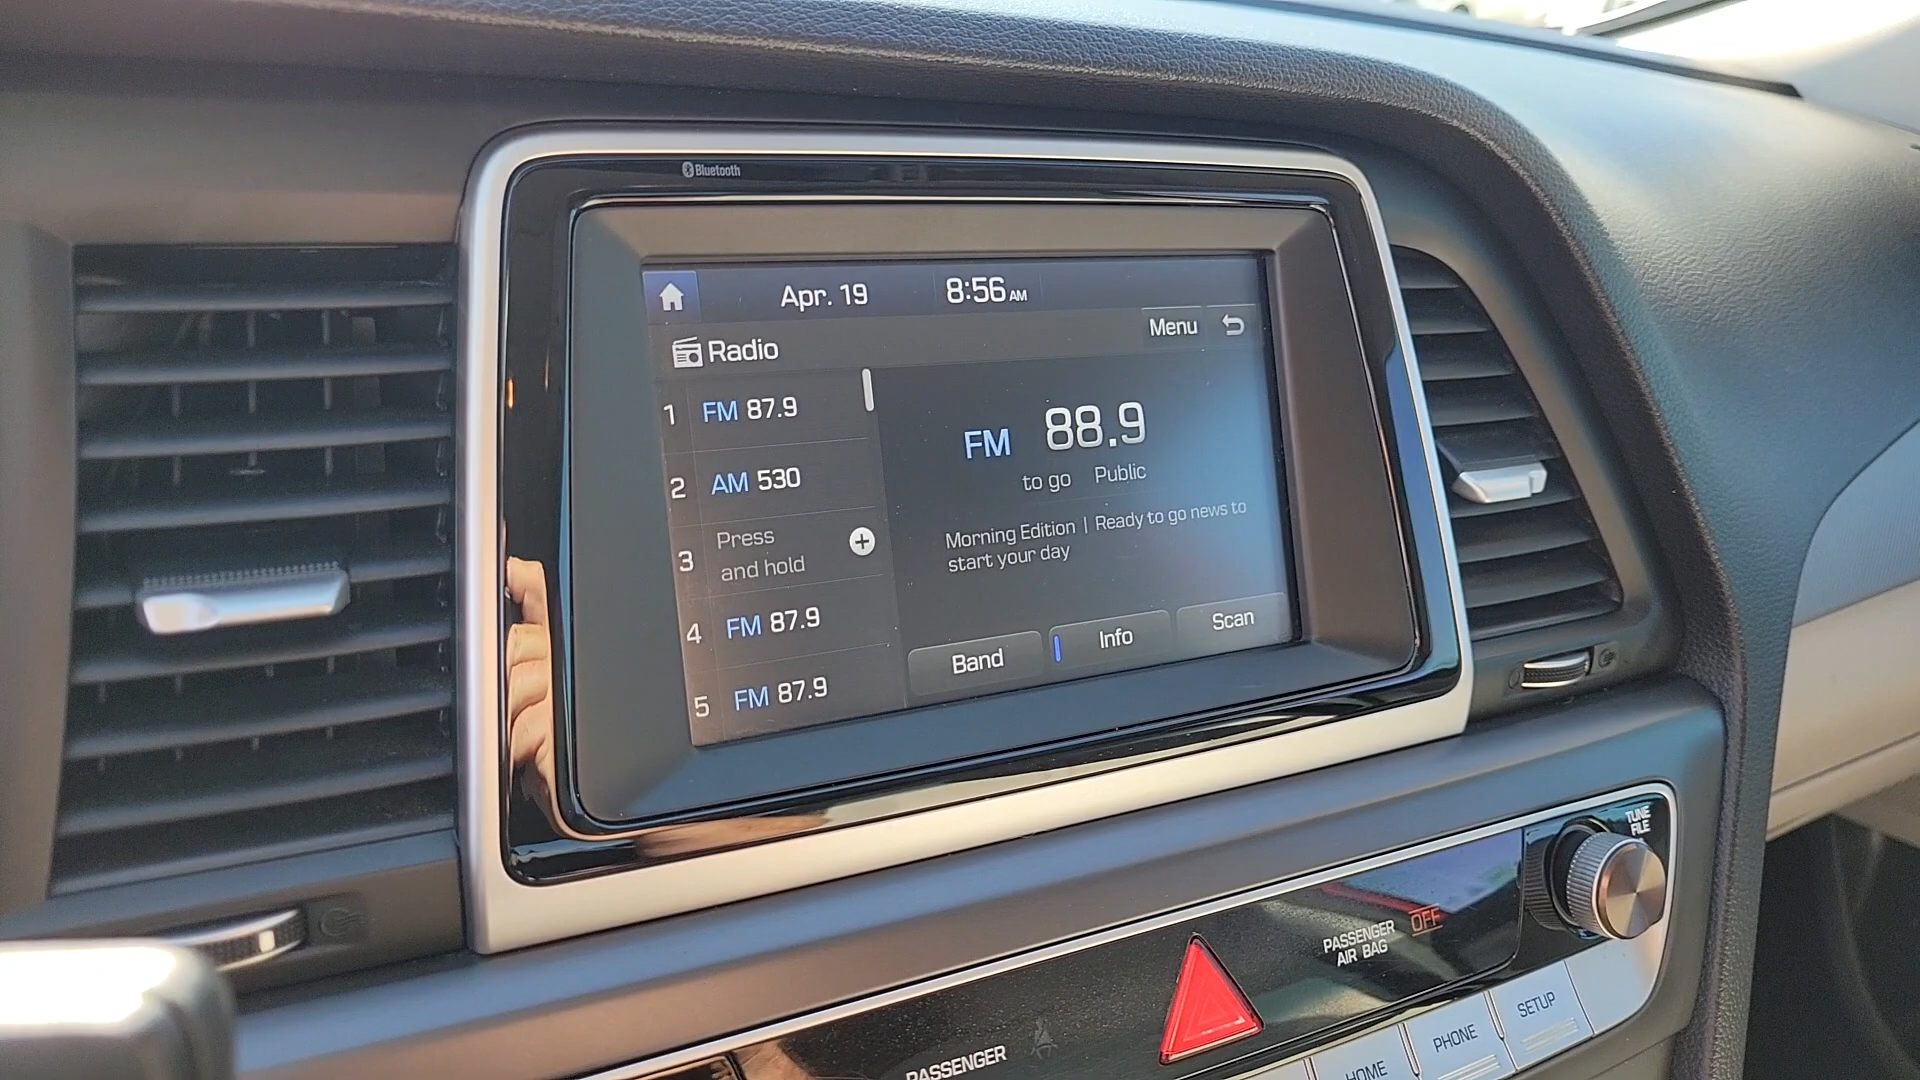 Bluetooth
Apr. 19
8:56 AM
Radio
Menu
1 FM 87.9
2 AM 530
3 Press
and hold
4 FM 87.9
5 FM 87.9
FM 88.9
to go Public
Morning Edition | Ready to go news to
start your day
Band
Info
Scan
TUNE
FILE
PASSENGER OFF
AIR BAG
PASSENGER
HOME
PHONE
SETUP